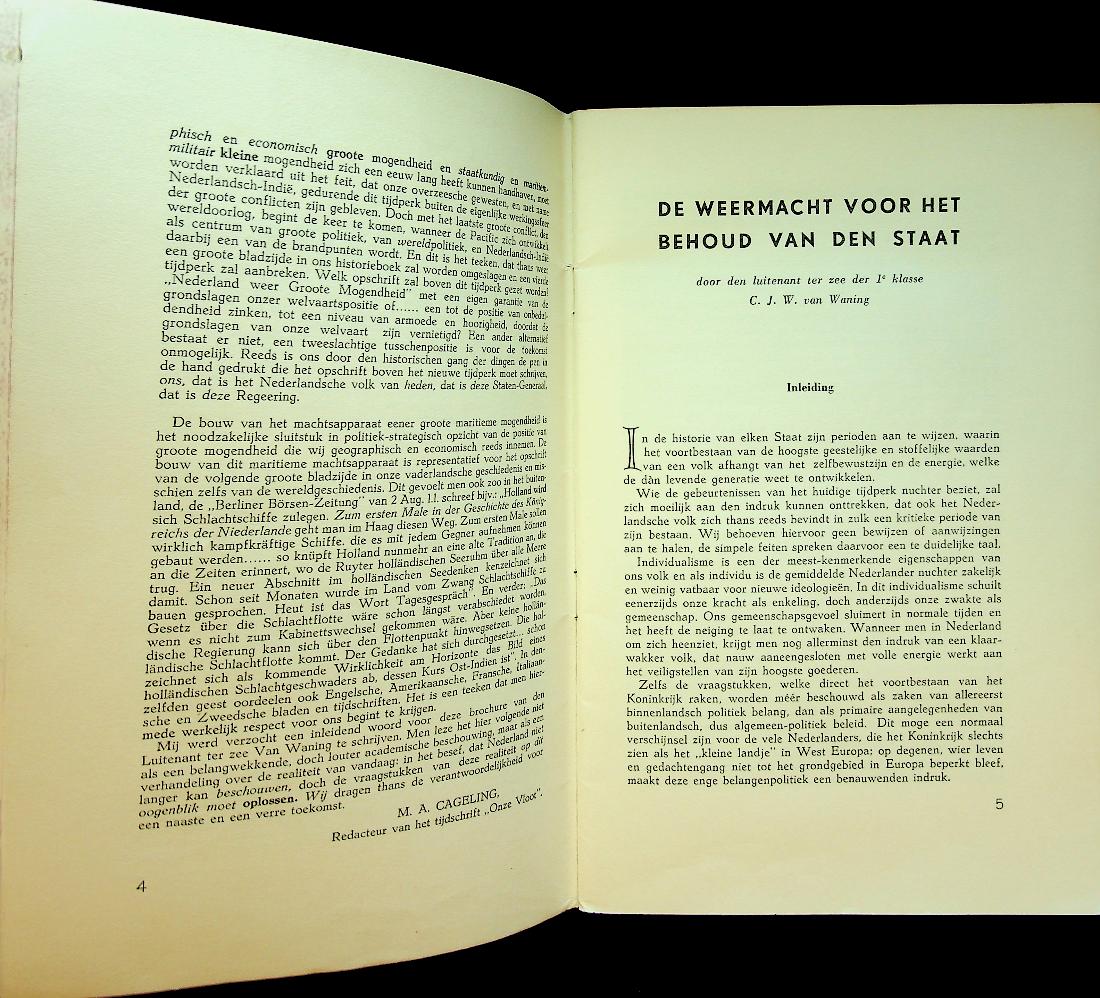 phisch en economisch groote mogendheid en staatkundig en maritiem-
militair kleine mogendheid zich een eeuw lang heeft kunnen handhaven, moet
worden verklaard uit het feit, dat onze overzeesche gewesten, en met name
Nederlandsch-Indië, gedurende dit tijdperk buiten de eigenlijke werkingssfeer
der groote conflicten zijn gebleven. Doch met het laatste groote conflict, den
wereldoorlog, begint de keer te komen, wanneer de Pacific zich ontwikkelt
als centrum van groote politiek, van wereldpolitiek, en Nederlandsch-Indië
daarbij een van de brandpunten wordt. En dit is het teeken, dat thans weer
een groote bladzijde in ons historieboek zal worden omgeslagen en een vierde
tijdperk zal aanbreken. Welk opschrift zal boven dit tijdperk gezet worden?
„Nederland weer Groote Mogendheid" met een eigen garantie van de
grondslagen onzer welvaartspositie of...... een tot de positie van onbedui-
dendheid zinken, tot een niveau van armoede en hoorigheid, doordat de
grondslagen van onze welvaart zijn vernietigd? Een ander alternatief
bestaat er niet, een tweeslachtige tusschenpositie is voor de toekomst
onmogelijk. Reeds is ons door den historischen gang der dingen de pen in
de hand gedrukt die het opschrift boven het nieuwe tijdperk moet schrijven,
ons, dat is het Nederlandsche volk van heden, dat is deze Staten-Generaal,
dat is deze Regeering.
De bouw van het machtsapparaat eener groote maritieme mogendheid is
het noodzakelijke sluitstuk in politiek-strategisch opzicht van de positie van
groote mogendheid die wij geographisch en economisch reeds innemen. De
bouw van dit maritieme machtsapparaat is representatief voor het opschrift
van de volgende groote bladzijde in onze vaderlandsche geschiedenis en mis-
schien zelfs van de wereldgeschiedenis. Dit gevoelt men ook zoo in het buiten-
land, de „Berliner Börsen-Zeitung" van 2 Aug. l.l. schreef bijv.: „Holland wird
sich Schlachtschiffe zulegen. Zum ersten Male in der Geschichte des König-
reichs der Niederlande geht man im Haag diesen Weg. Zum ersten Male sollen
wirklich kampfkräftige Schiffe, die es mit jedem Gegner aufnehmen können
gebaut werden...... so knüpft Holland nunmehr an eine alte Tradition an, die
an die Zeiten erinnert, wo de Ruyter holländischen Seeruhm über alle Meere
trug. Ein neuer Abschnitt im holländischen Seedenken kenzeichnet sich
damit. Schon seit Monaten wurde im Land vom Zwang Schlachtschiffe zu
bauen gesprochen. Heut ist das Wort Tagesgespräch". En verder: „Das
Gesetz über die Schlachtflotte wäre schon längst verabschiedet worden,
wenn es nicht zum Kabinettswechsel gekommen wäre. Aber keine hollän-
dische Regierung kann sich über den Flottenpunkt hinwegsetzen. Die hol-
ländische Schlachtflotte kommt. Der Gedanke hat sich durchgesetzt... schon
zeichnet sich als kommende Wirklichkeit am Horizonte das Bild eines
holländischen Schlachtgeschwaders ab, dessen Kurs Ost-Indien ist". In den-
zelfden geest oordeelen ook Engelsche, Amerikaansche, Fransche, Italiaan-
sche en Zweedsche bladen en tijdschriften. Het is een teeken dat men hier-
mede werkelijk respect voor ons begint te krijgen.
Mij werd verzocht een inleidend woord voor deze brochure van den
Luitenant ter zee Van Waning te schrijven. Men leze het hier volgende niet
als een belangwekkende, doch louter academische beschouwing, maar als een
verhandeling over de realiteit van vandaag: in het besef, dat Nederland niet
langer kan beschouwen, doch de vraagstukken van deze realiteit op dit
oogenblik moet oplossen. Wij dragen thans de verantwoordelijkheid voor
een naaste en een verre toekomst.
M. A. CAGELING,
Redacteur van het tijdschrift „Onze Vloot".
4
DE WEERMACHT VOOR HET
BEHOUD VAN DEN STAAT
door den luitenant ter zee der 1e klasse
C. J. W. van Waning
Inleiding
In de historie van elken Staat zijn perioden aan te wijzen, waarin
het voortbestaan van de hoogste geestelijke en stoffelijke waarden
van een volk afhangt van het zelfbewustzijn en de energie, welke
de dàn levende generatie weet te ontwikkelen.
Wie de gebeurtenissen van het huidige tijdperk nuchter beziet, zal
zich moeilijk aan den indruk kunnen onttrekken, dat ook het Neder-
landsche volk zich thans reeds bevindt in zulk een kritieke periode van
zijn bestaan. Wij behoeven hiervoor geen bewijzen of aanwijzingen
aan te halen, de simpele feiten spreken daarvoor een te duidelijke taal.
Individualisme is een der meest-kenmerkende eigenschappen van
ons volk en als individu is de gemiddelde Nederlander nuchter zakelijk
en weinig vatbaar voor nieuwe ideologieën. In dit individualisme schuilt
eenerzijds onze kracht als enkeling, doch anderzijds onze zwakte als
gemeenschap. Ons gemeenschapsgevoel sluimert in normale tijden en
het heeft de neiging te laat te ontwaken. Wanneer men in Nederland
om zich heenziet, krijgt men nog allerminst den indruk van een klaar-
wakker volk, dat nauw aaneengesloten met volle energie werkt aan
het veiligstellen van zijn hoogste goederen.
Zelfs de vraagstukken, welke direct het voortbestaan van het
Koninkrijk raken, worden méér beschouwd als zaken van allereerst
binnenlandsch politiek belang, dan als primaire aangelegenheden van
buitenlandsch, dus algemeen-politiek beleid. Dit moge een normaal
verschijnsel zijn voor de vele Nederlanders, die het Koninkrijk slechts
zien als het „kleine landje" in West Europa; op degenen, wier leven
en gedachtengang niet tot het grondgebied in Europa beperkt bleef,
maakt deze enge belangenpolitiek een benauwenden indruk.
5